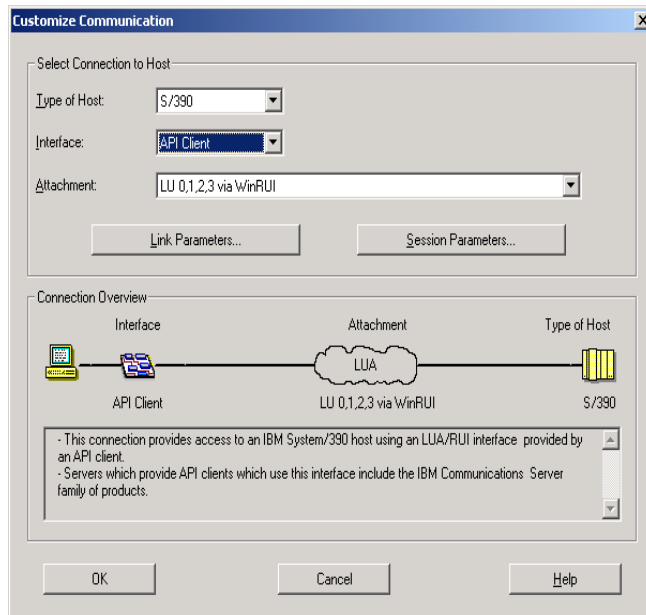 Customize Communication
Select Connection to Host
Type of Host: S/390
Interface: API Client
Attachment: LU 0,1,2,3 via WinRUI
Link Parameters... Session Parameters...
Connection Overview
Interface Attachment Type of Host
LUA
API Client LU 0,1,2,3 via WinRUI S/390
- This connection provides access to an IBM System/390 host using an LUA/RUI interface provided by
an API client.
- Servers which provide API clients which use this interface include the IBM Communications Server
family of products.
OK Cancel Help